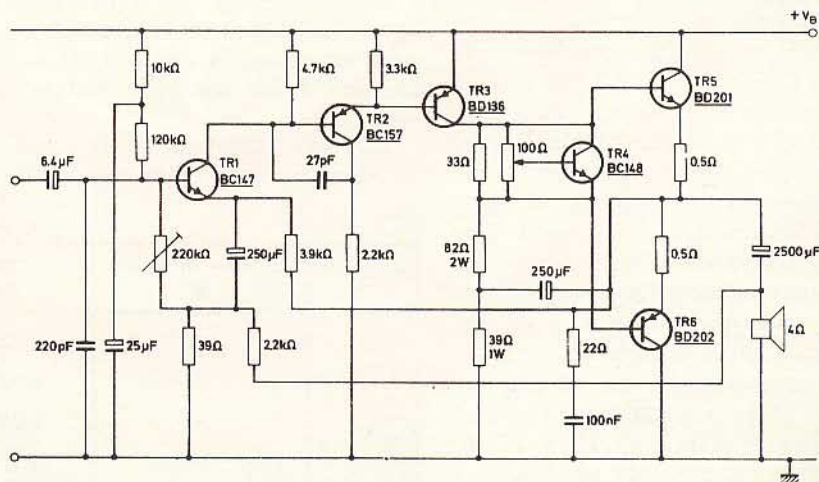 +VB
10kΩ
4.7kΩ
3.3kΩ
TR3
BD136
TR5
BD201
TR2
BC157
120kΩ
100Ω
TR4
BC148
6.4µF
TR1
BC147
27pF
33Ω
0.5Ω
220kΩ
250µF
3.9kΩ
2.2kΩ
82Ω
2W
250µF
0.5Ω
2500µF
TR6
BD202
220pF
25µF
39Ω
2.2kΩ
39Ω
1W
22Ω
4Ω
100nF